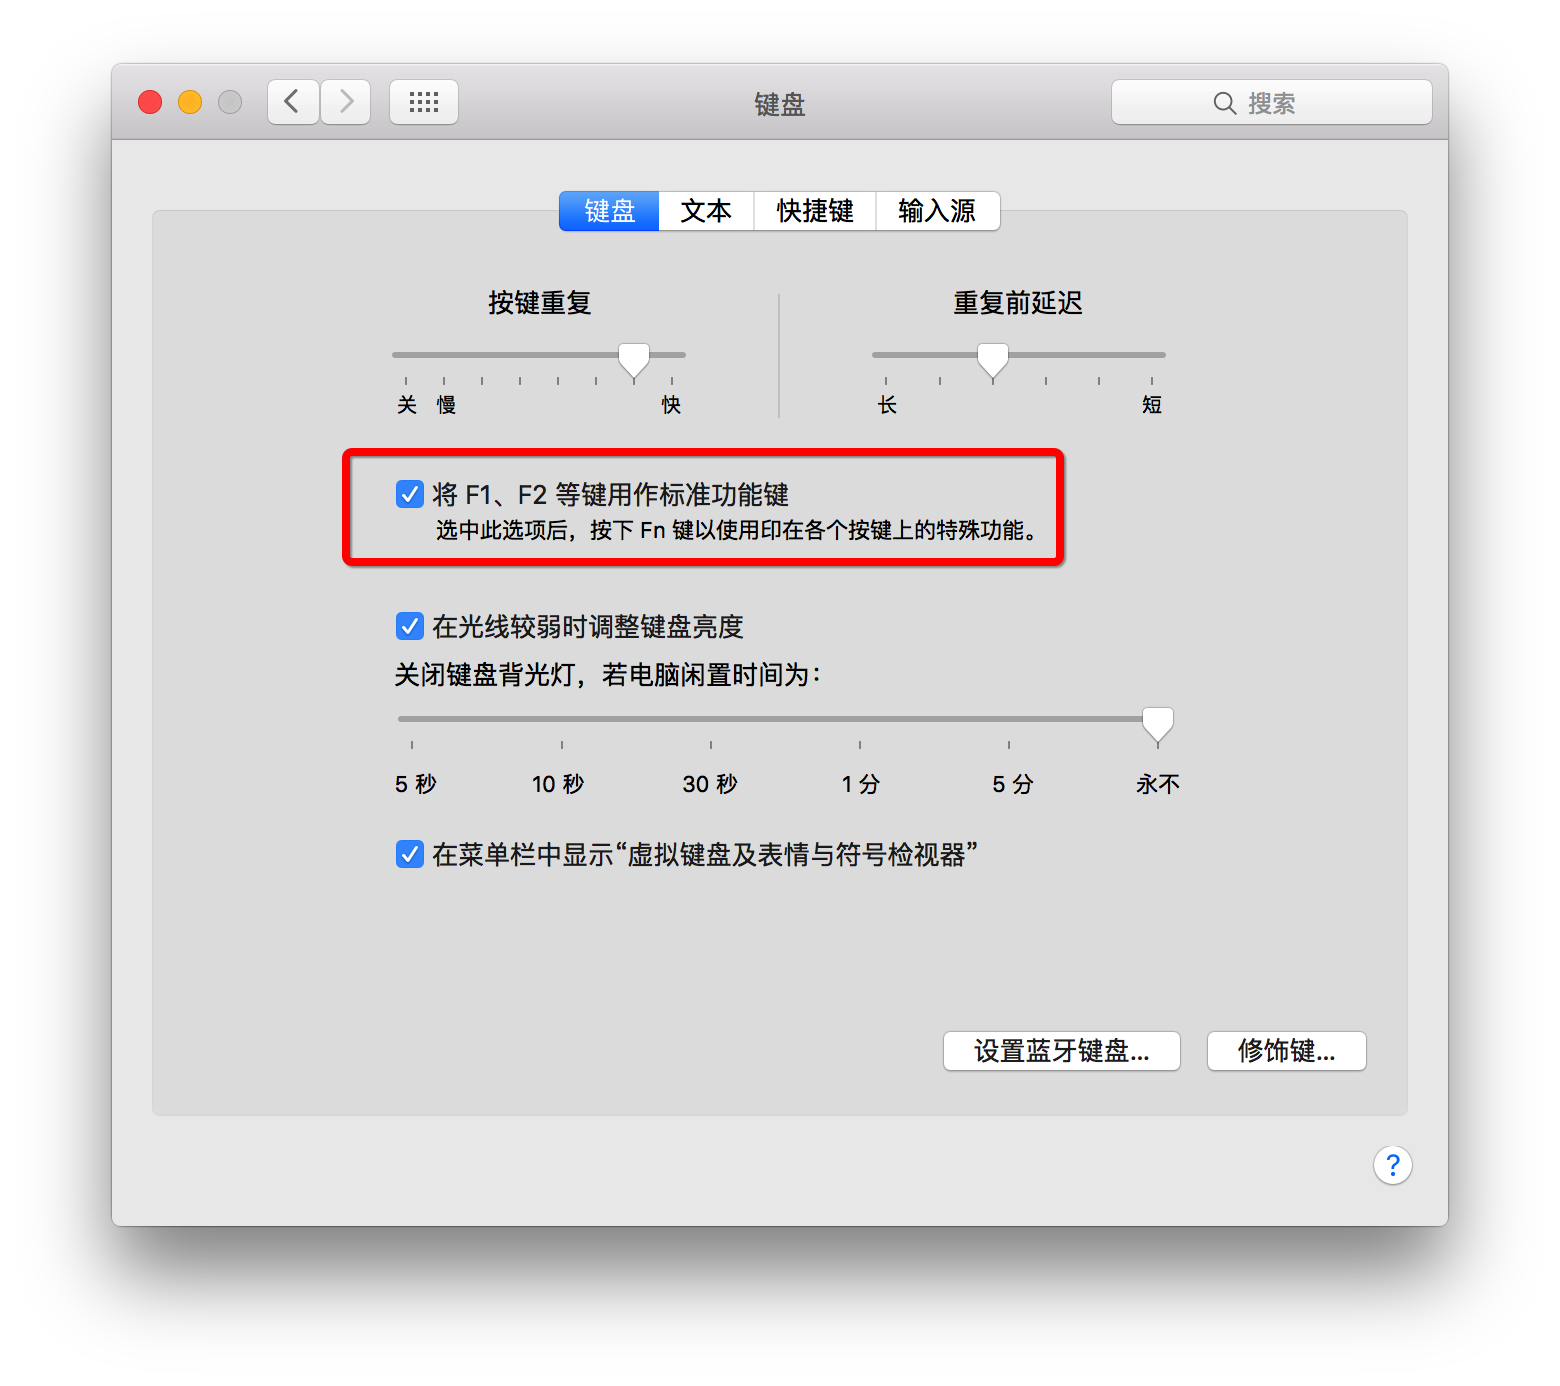 键盘
搜索
键盘 文本 快捷键 输入源
按键重复 重复前延迟
关 慢 快 长 短
将 F1、F2 等键用作标准功能键
选中此选项后，按下 Fn 键以使用印在各个按键上的特殊功能。
在光线较弱时调整键盘亮度
关闭键盘背光灯，若电脑闲置时间为：
5 秒 10 秒 30 秒 1 分 5 分 永不
在菜单栏中显示“虚拟键盘及表情与符号检视器”
设置蓝牙键盘... 修饰键...
?